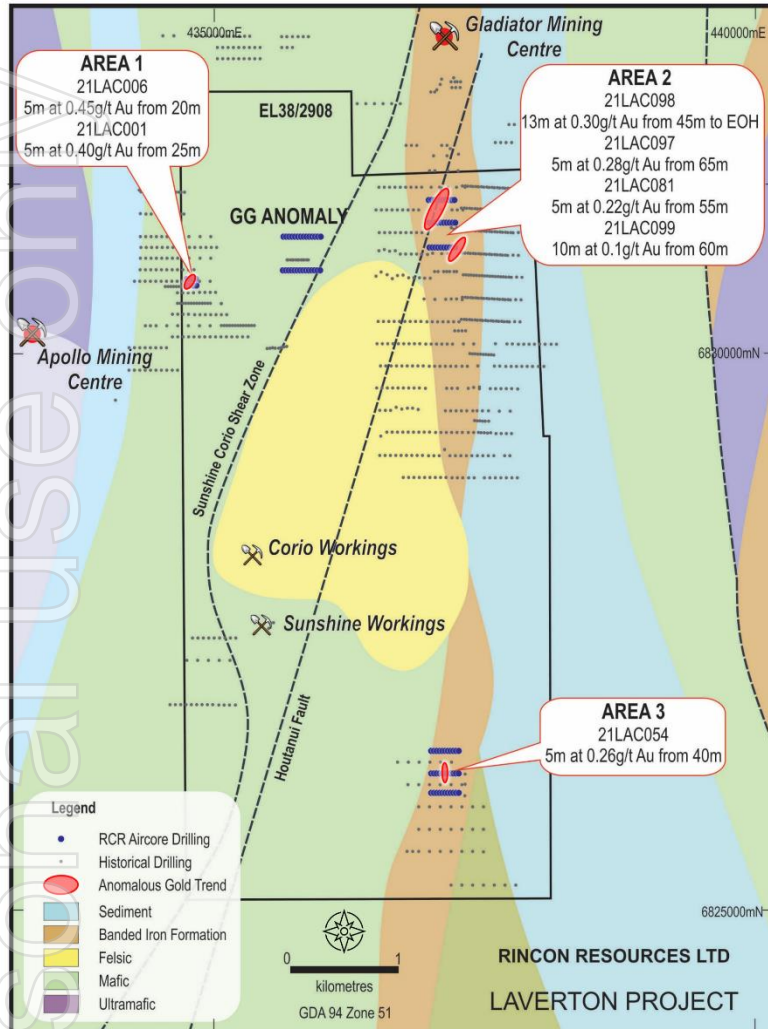 435000mE
440000mE
Gladiator Mining
Centre
AREA 1
21LAC006
5m at 0.45g/t Au from 20m
21LAC001
5m at 0.40g/t Au from 25m
EL38/2908
AREA 2
21LAC098
13m at 0.30g/t Au from 45m to EOH
21LAC097
5m at 0.28g/t Au from 65m
21LAC081
5m at 0.22g/t Au from 55m
21LAC099
10m at 0.1g/t Au from 60m
GG ANOMALY
Apollo Mining
Centre
6830000mN
Sunshine Corio Shear Zone
Corio Workings
Sunshine Workings
Houtanui Fault
AREA 3
21LAC054
5m at 0.26g/t Au from 40m
Legend
RCR Aircore Drilling
Historical Drilling
Anomalous Gold Trend
Sediment
Banded Iron Formation
Felsic
Mafic
Ultramafic
6825000mN
0 1
kilometres
GDA 94 Zone 51
RINCON RESOURCES LTD
LAVERTON PROJECT
sonal use only